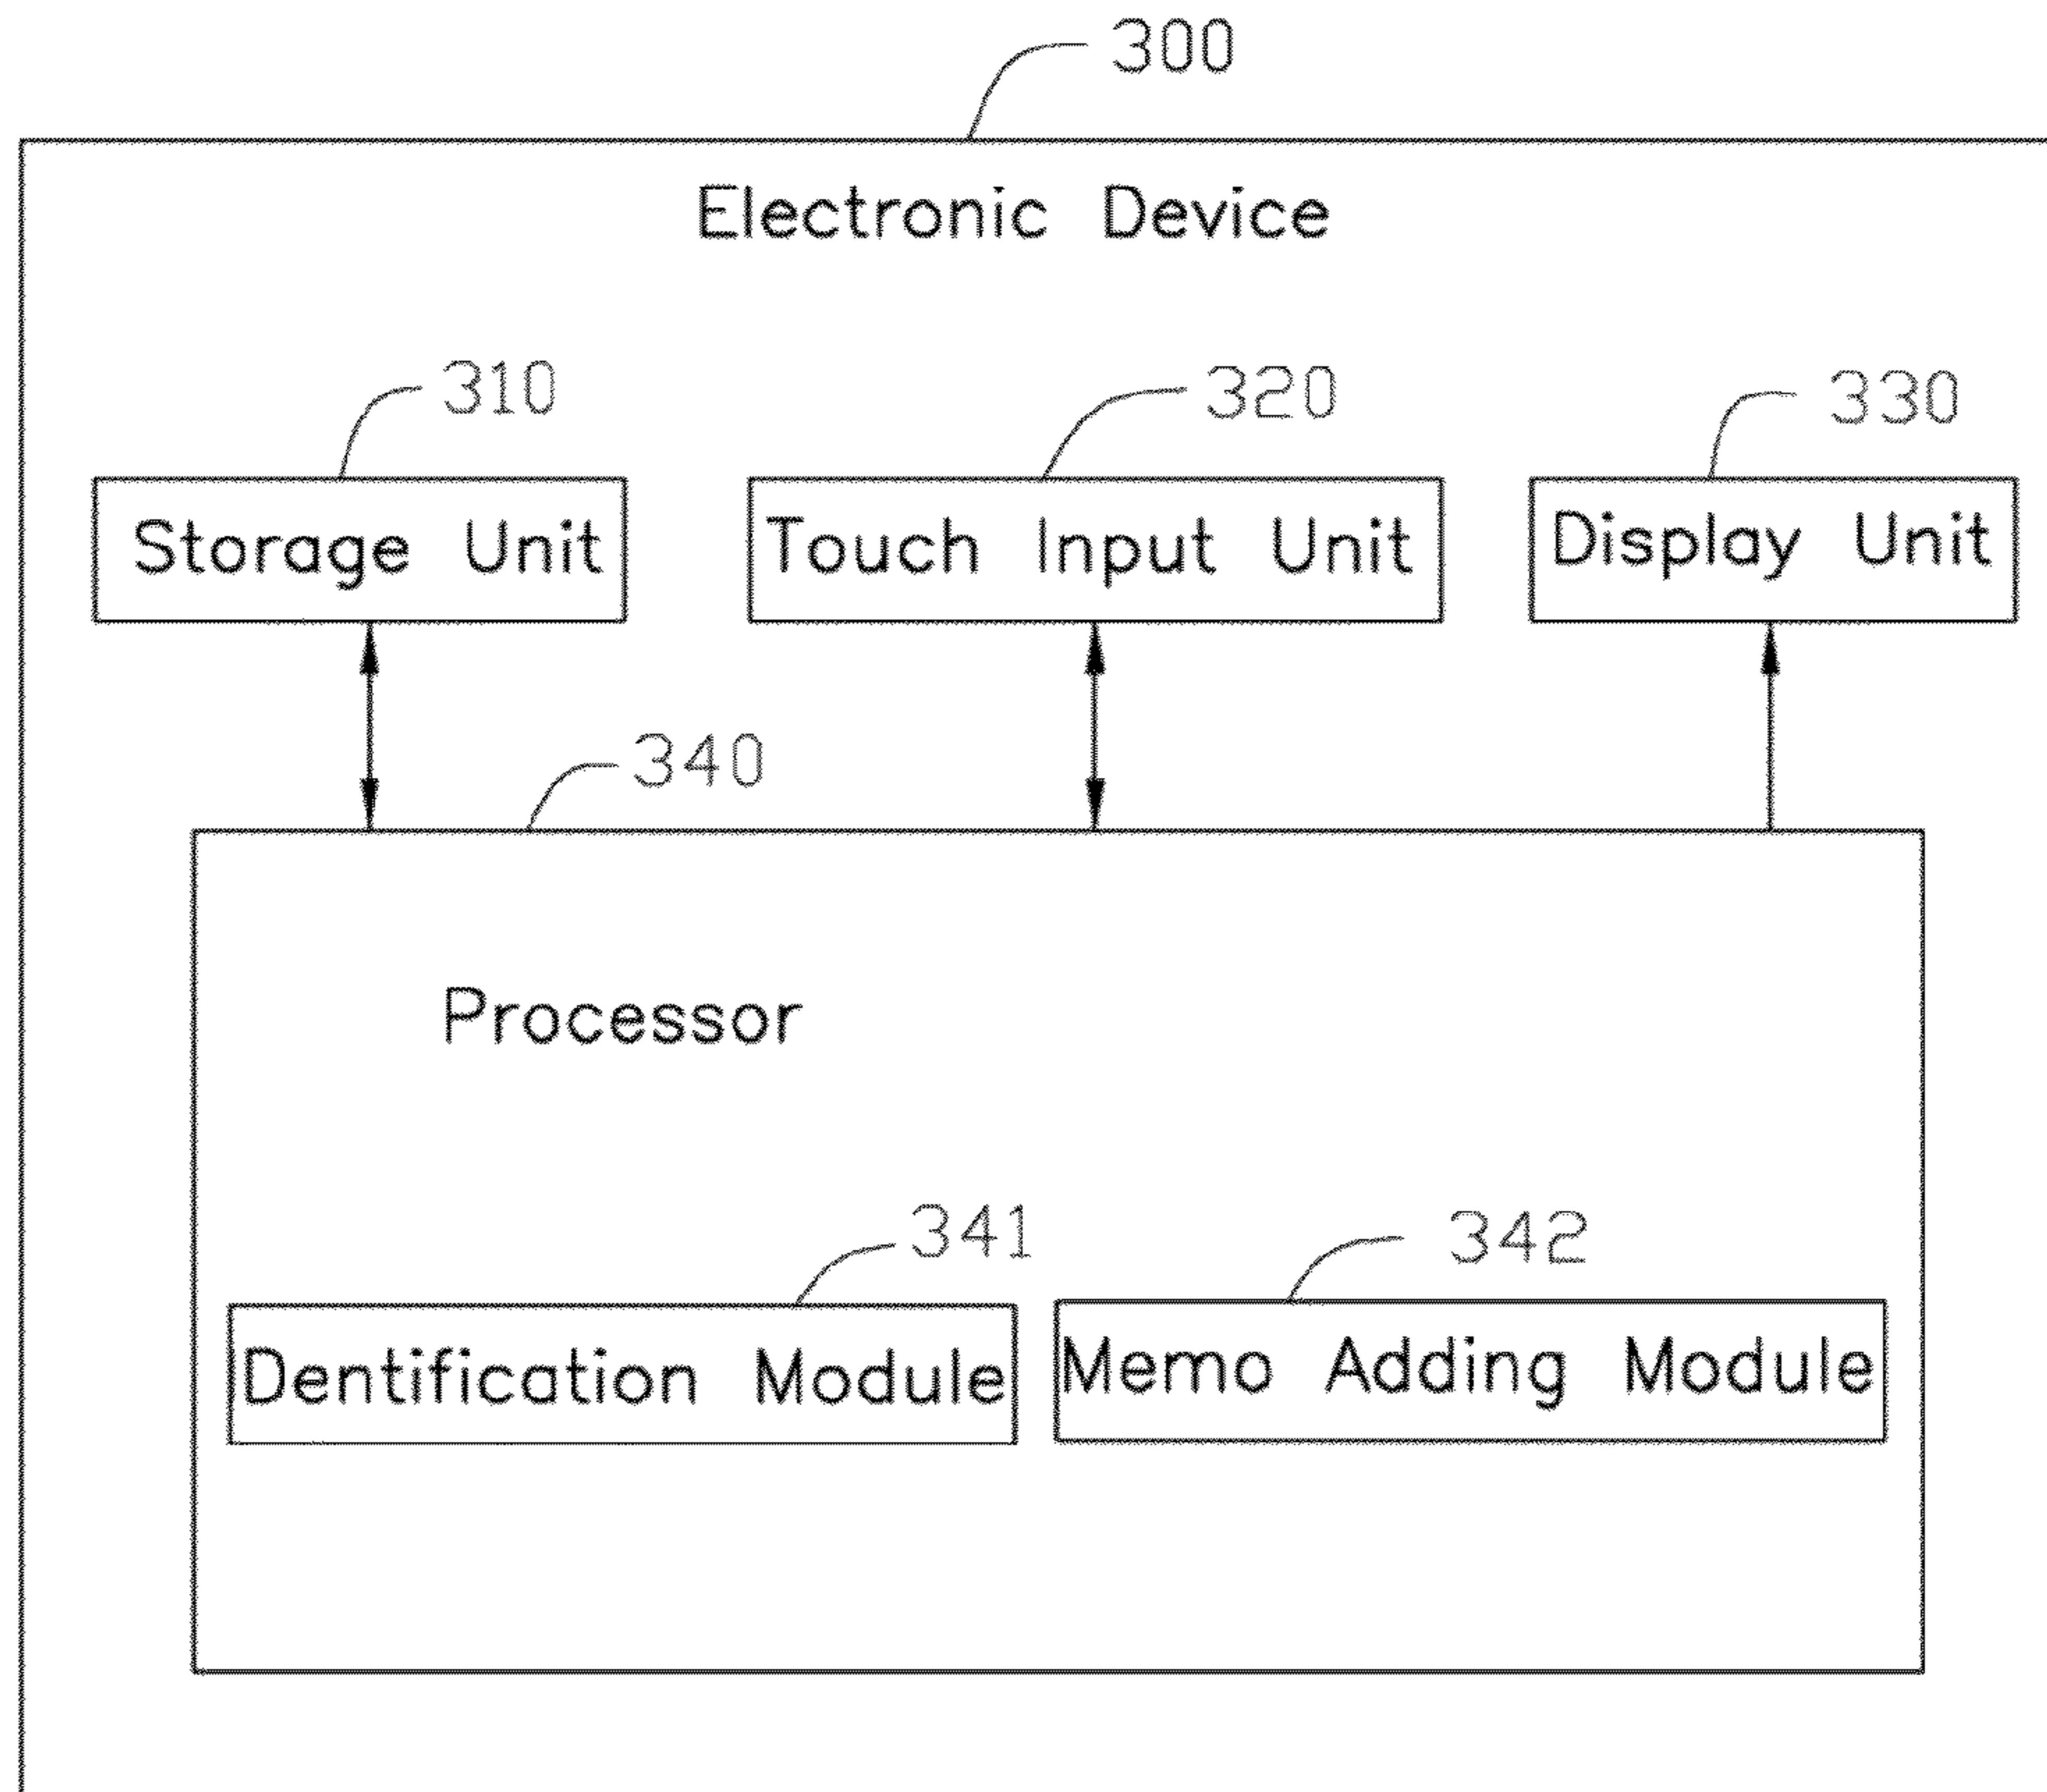 300
Electronic Device
310
320
330
Storage Unit
Touch Input Unit
Display Unit
340
Processor
341
342
Dentification Module
Memo Adding Module